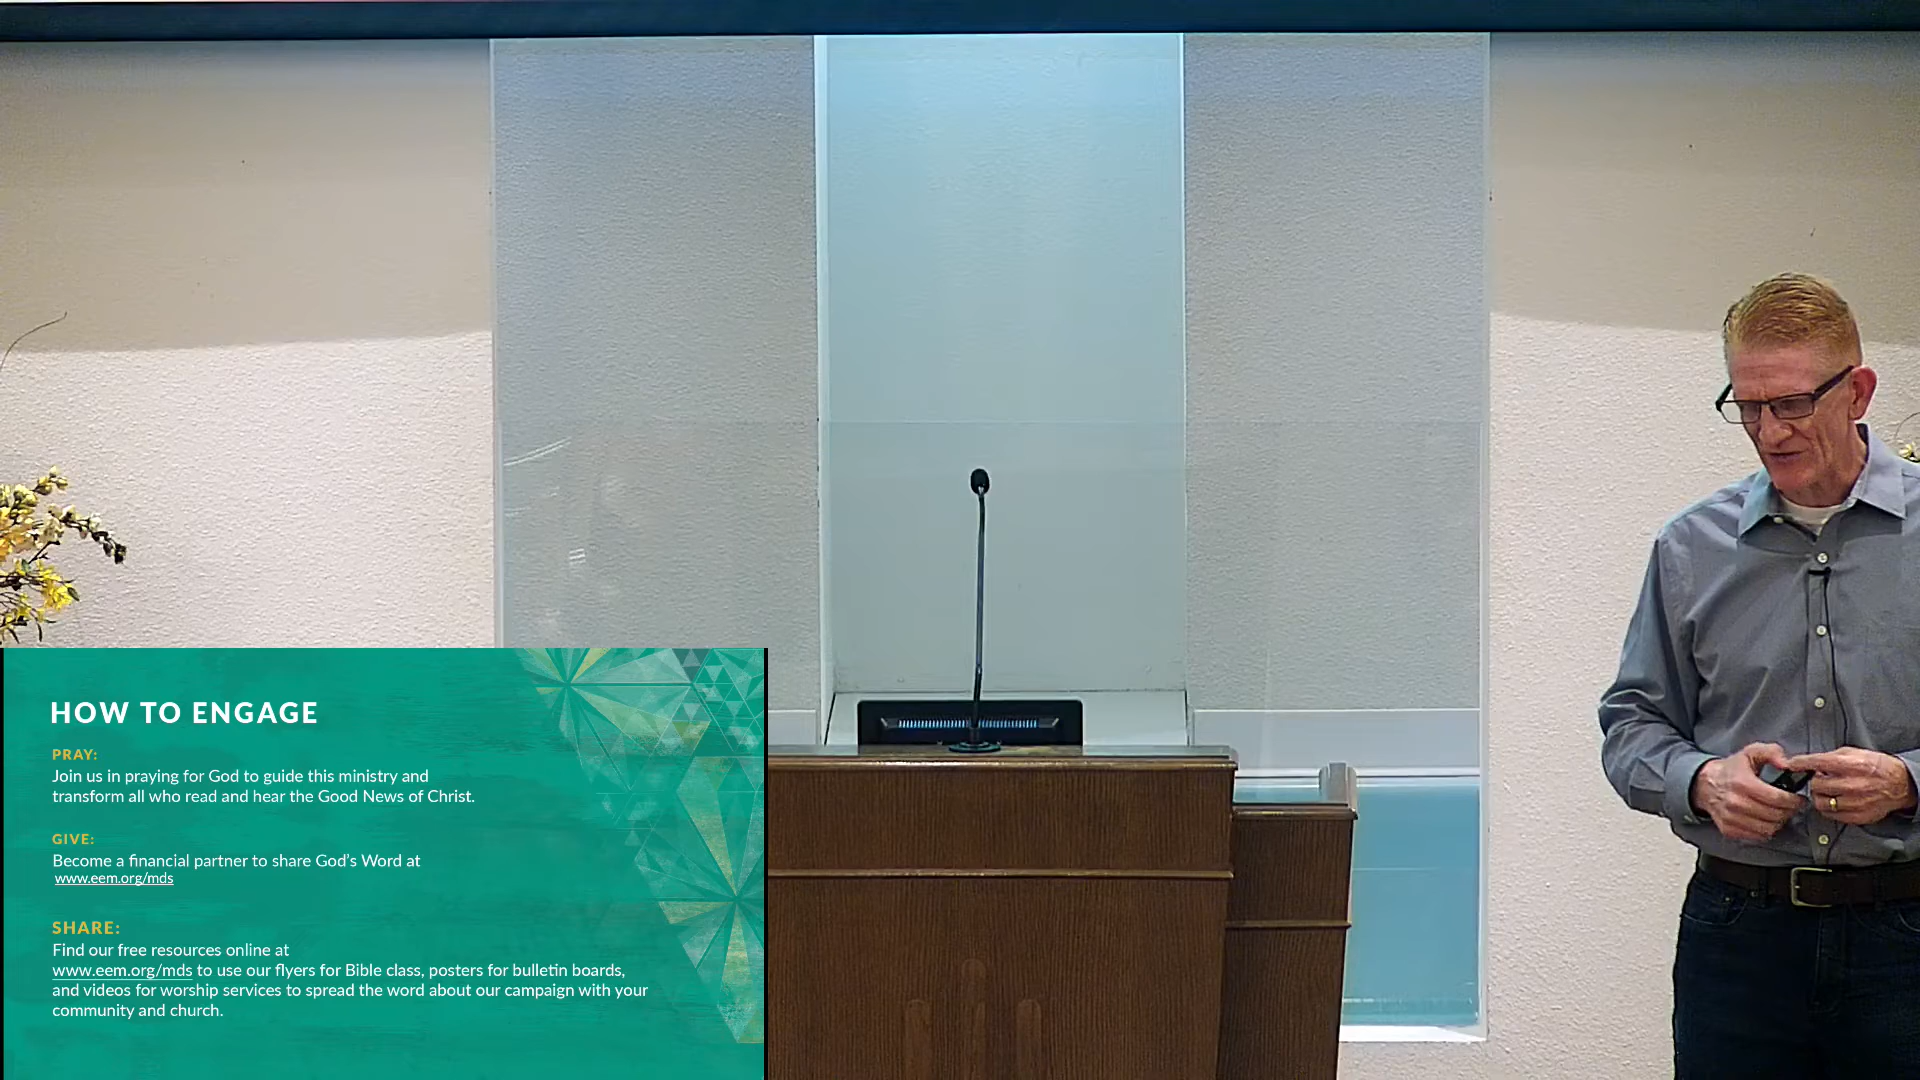 HOW TO ENGAGE
PRAY:
Join us in praying for God to guide this ministry and
transform all who read and hear the Good News of Christ.
GIVE:
Become a financial partner to share God's Word at
www.eem.org/mds
SHARE:
Find our free resources online at
www.eem.org/mds to use our flyers for Bible class, posters for bulletin boards,
and videos for worship services to spread the word about our campaign with your
community and church.